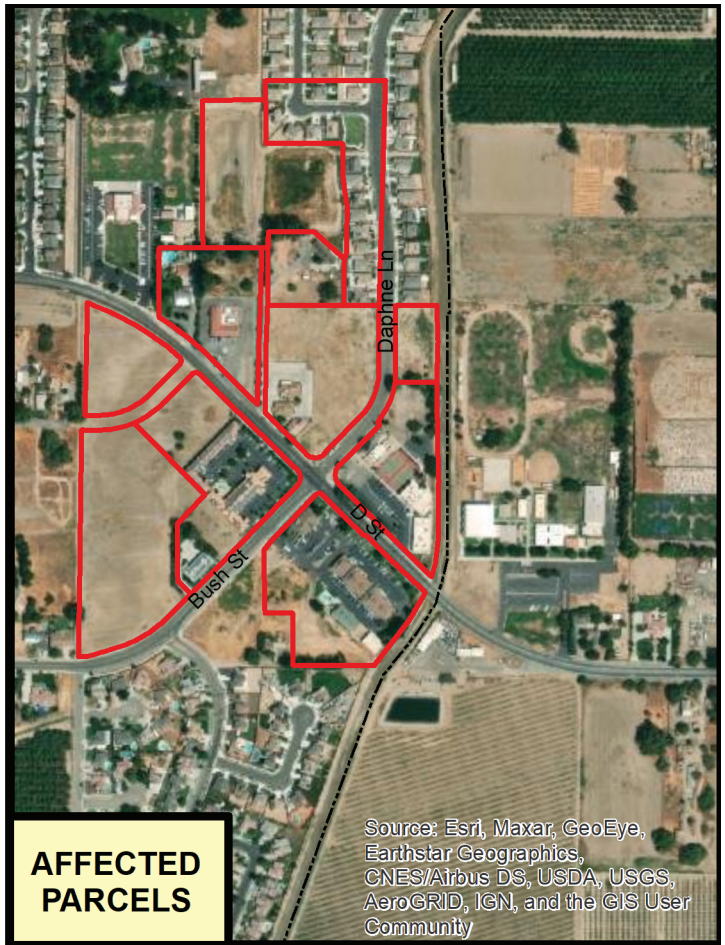 Daphne Ln
D St
Bush St
AFFECTED
PARCELS
Source: Esri, Maxar, GeoEye,
Earthstar Geographics,
CNES/Airbus DS, USDA, USGS,
AeroGRID, IGN, and the GIS User
Community